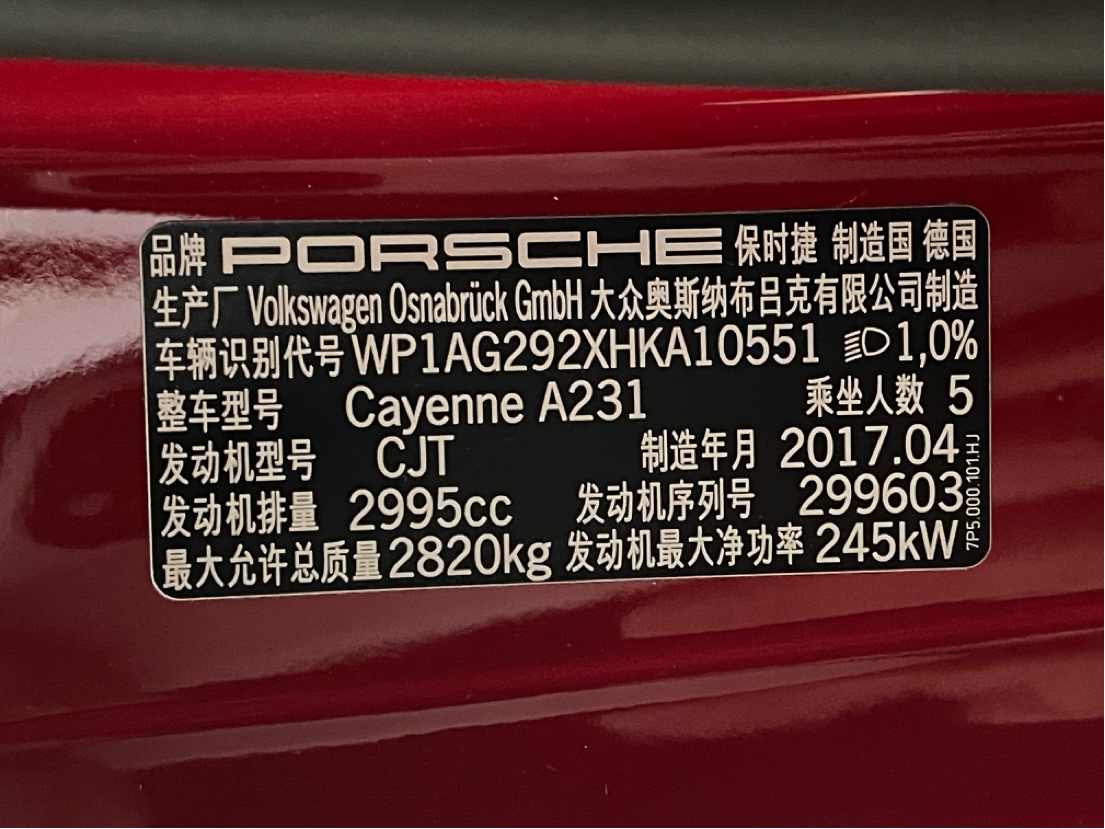 品牌 PORSCHE 保时捷 制造国 德国
生产厂 Volkswagen Osnabrück GmbH 大众奥斯纳布吕克有限公司制造
车辆识别代号 WP1AG292XHKA10551 1,0%
整车型号 Cayenne A231 乘坐人数 5
发动机型号 CJT 制造年月 2017.04
发动机排量 2995cc 发动机序列号 299603
最大允许总质量 2820kg 发动机最大净功率 245kW
7P5.000.101.HJ